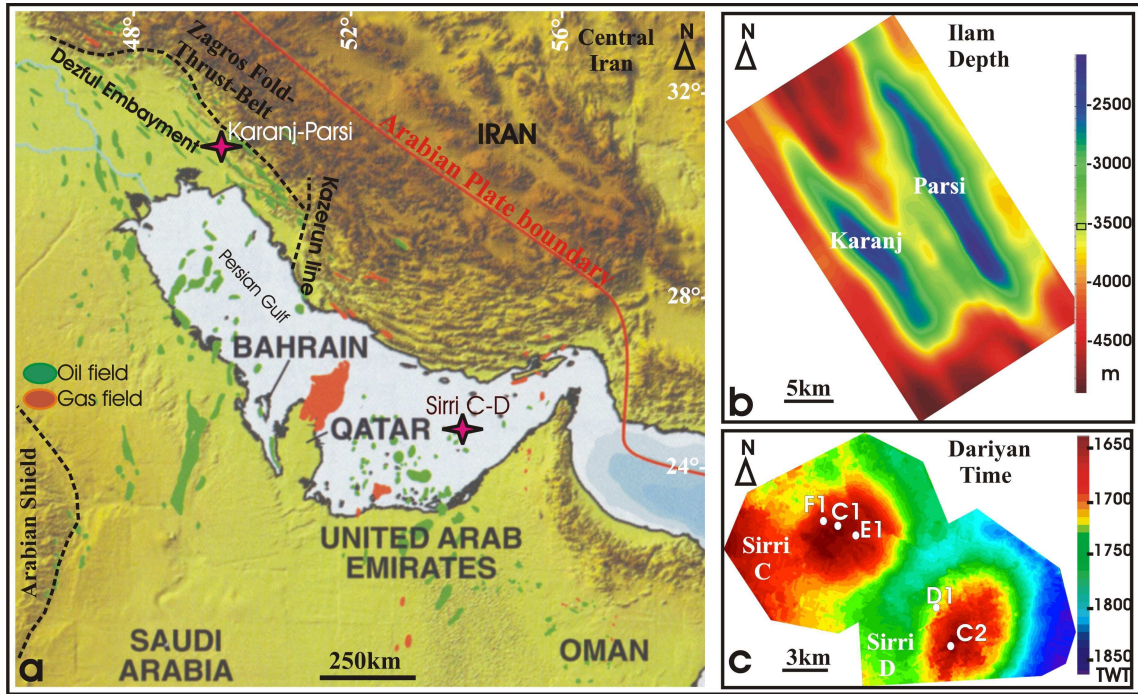 48°
52
56°
32°
28°
24°
Zagros Fold-
Thrust-Belt
Dezful Embayment
Karanj-Parsi
Kazerun line
Arabian Plate boundary
Central
Iran
N
IRAN
Persian Gulf
BAHRAIN
QATAR
Sirri C-D
Oil field
Gas field
Arabian Shield
UNITED ARAB
EMIRATES
SAUDI
ARABIA
OMAN
250km
a
N
Ilam
Depth
Karanj
Parsi
-2500
-3000
-3500
-4000
-4500
m
5km
b
N
Dariyan
Time
F1
C1
E1
Sirri
C
D1
C2
Sirri
D
1650
1700
1750
1800
1850
TWT
3km
c